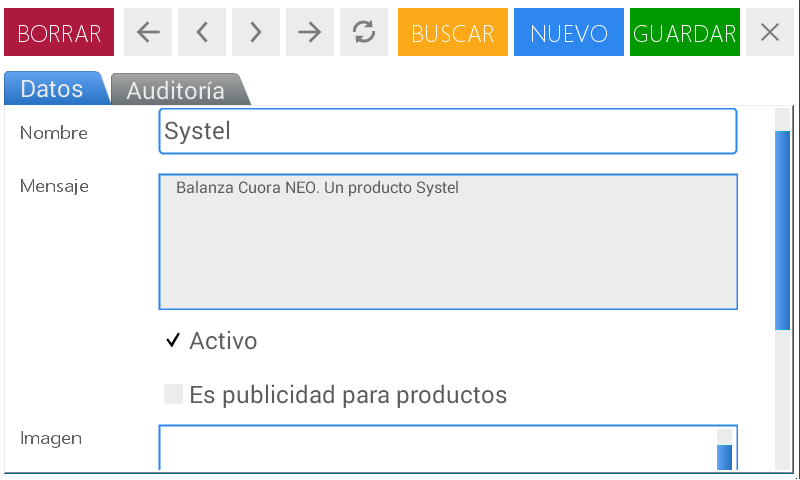 BORRAR
BUSCAR
NUEVO
GUARDAR
Datos
Auditoría
Nombre
Systel
Mensaje
Balanza Cuora NEO. Un producto Systel
Activo
Es publicidad para productos
Imagen